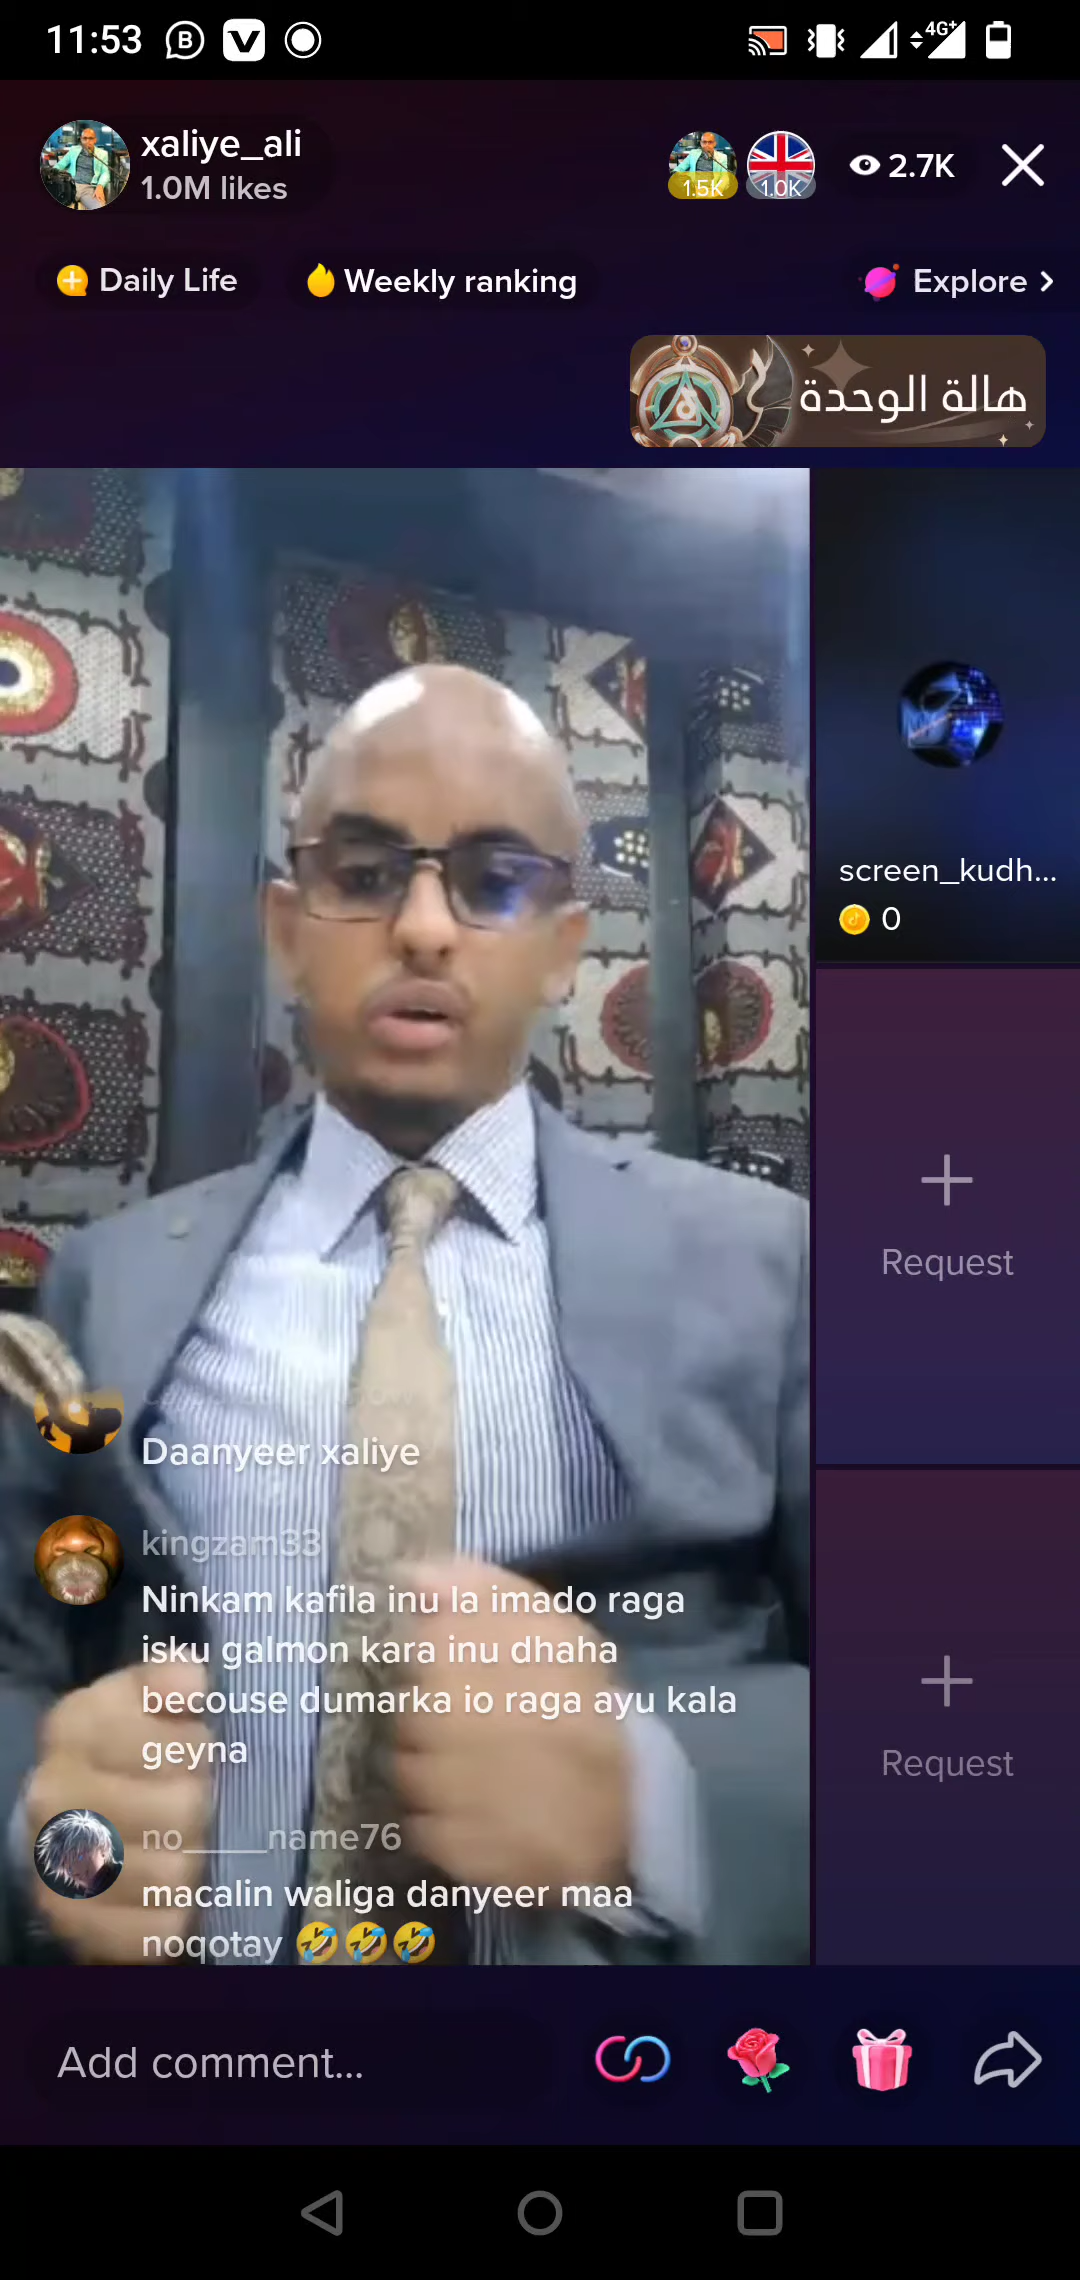 11:53
4G+
xaliye_ali
1.0M likes
1.5K
1.0K
2.7K
Daily Life
Weekly ranking
Explore
هالة الوحدة
screen_kudh...
0
Request
Request
Daanyeer xaliye
kingzam33
Ninkam kafila inu la imado raga
isku galmon kara inu dhaha
becouse dumarka io raga ayu kala
geyna
no____name76
macalin waliga danyeer maa
noqotay 🤣🤣🤣
Add comment...